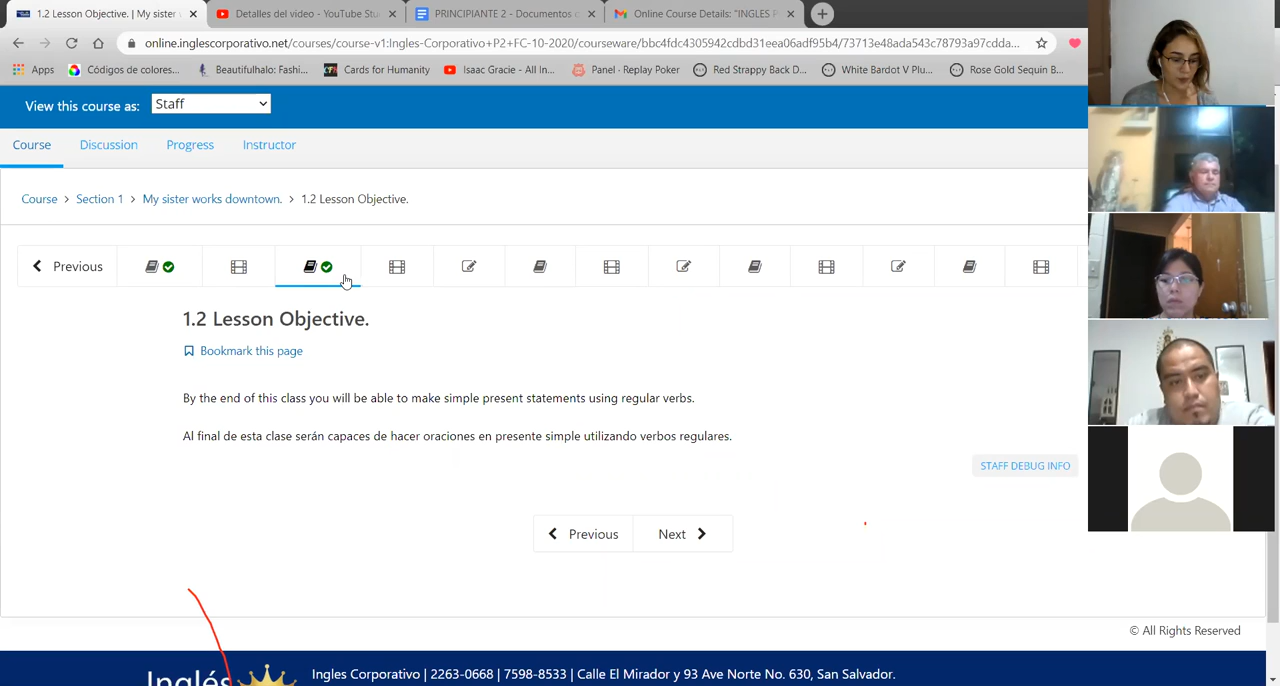 1.2 Lesson Objective. | My sister w
Detalles del video - YouTube Stu
PRINCIPIANTE 2 - Documentos c
Online Course Details: "INGLES P
online.inglescorporativo.net/courses/course-v1:Ingles-Corporativo+P2+FC-10-2020/courseware/bbc4fdc4305942cdbd31eea06adf95b4/73713e48ada543c78793a97cdda...
Apps Códigos de colores... Beautifulhalo: Fashi... Cards for Humanity Isaac Gracie - All In... Panel · Replay Poker Red Strappy Back D... White Bardot V Plu... Rose Gold Sequin B...
View this course as: Staff
Course Discussion Progress Instructor
Course > Section 1 > My sister works downtown. > 1.2 Lesson Objective.
Previous
1.2 Lesson Objective.
Bookmark this page
By the end of this class you will be able to make simple present statements using regular verbs.
Al final de esta clase serán capaces de hacer oraciones en presente simple utilizando verbos regulares.
STAFF DEBUG INFO
Previous Next
© All Rights Reserved
Inglés
Ingles Corporativo | 2263-0668 | 7598-8533 | Calle El Mirador y 93 Ave Norte No. 630, San Salvador.